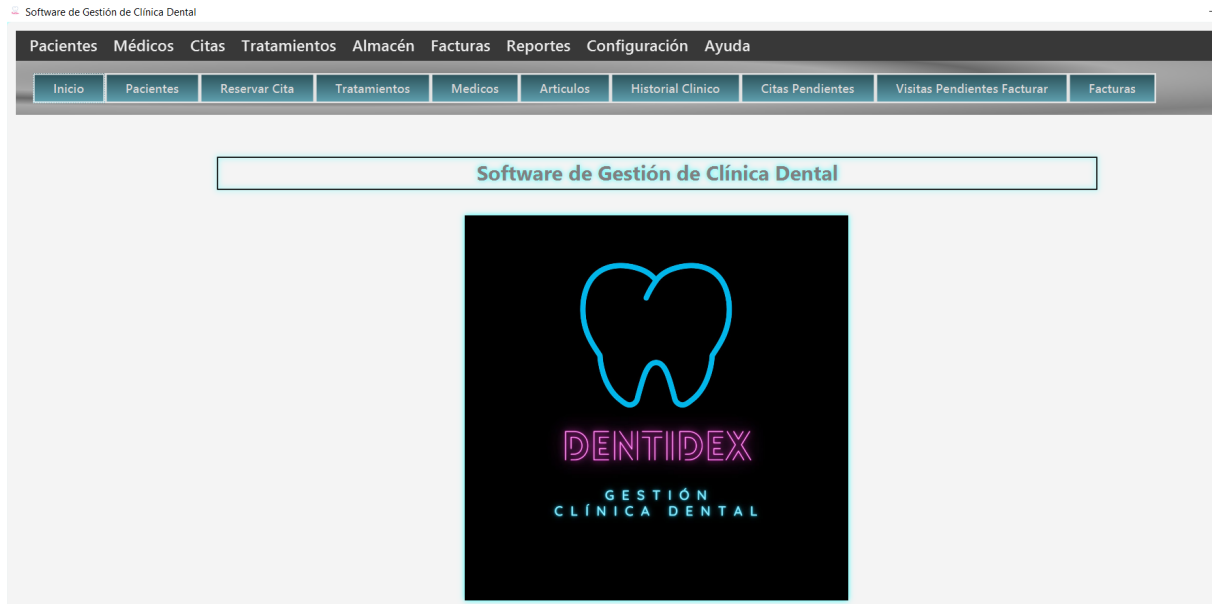 Software de Gestión de Clínica Dental
Pacientes Médicos Citas Tratamientos Almacén Facturas Reportes Configuración Ayuda
Inicio Pacientes Reservar Cita Tratamientos Medicos Articulos Historial Clinico Citas Pendientes Visitas Pendientes Facturar Facturas
Software de Gestión de Clínica Dental
DENTIDEX
GESTIÓN
CLÍNICA DENTAL